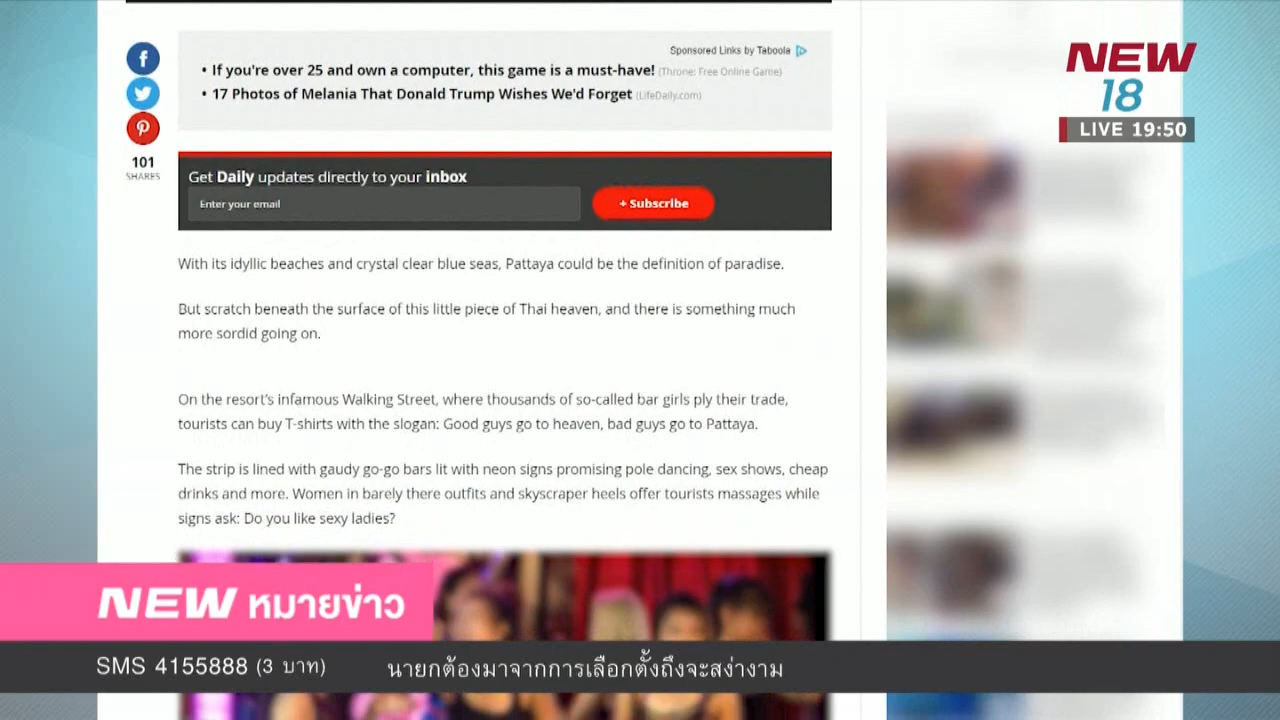 Sponsored Links by Taboola
• If you're over 25 and own a computer, this game is a must-have! (Throne: Free Online Game)
• 17 Photos of Melania That Donald Trump Wishes We'd Forget (LifeDaily.com)
101
SHARES
NEW
18
LIVE 19:50
Get Daily updates directly to your inbox
Enter your email
+ Subscribe
With its idyllic beaches and crystal clear blue seas, Pattaya could be the definition of paradise.
But scratch beneath the surface of this little piece of Thai heaven, and there is something much
more sordid going on.
On the resort's infamous Walking Street, where thousands of so-called bar girls ply their trade,
tourists can buy T-shirts with the slogan: Good guys go to heaven, bad guys go to Pattaya.
The strip is lined with gaudy go-go bars lit with neon signs promising pole dancing, sex shows, cheap
drinks and more. Women in barely there outfits and skyscraper heels offer tourists massages while
signs ask: Do you like sexy ladies?
NEW หมายข่าว
SMS 4155888 (3 บาท)
นายกต้องมาจากการเลือกตั้งถึงจะสง่างาม